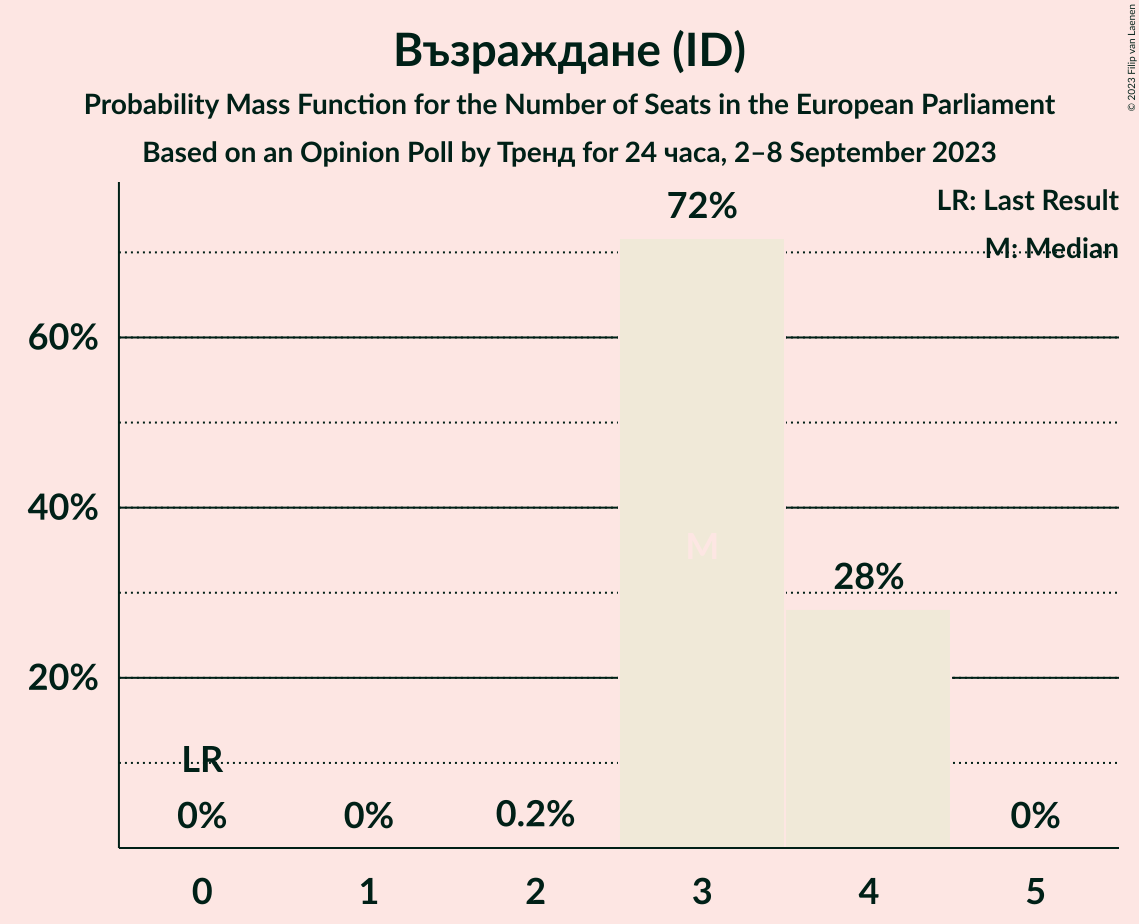 Възраждане (ID)
Probability Mass Function for the Number of Seats in the European Parliament
Based on an Opinion Poll by Тренд for 24 часа, 2–8 September 2023
© 2023 Filip van Laenen
LR: Last Result
M: Median
72%
60%
40%
M
28%
20%
LR
0%
0%
0.2%
0%
0
1
2
3
4
5